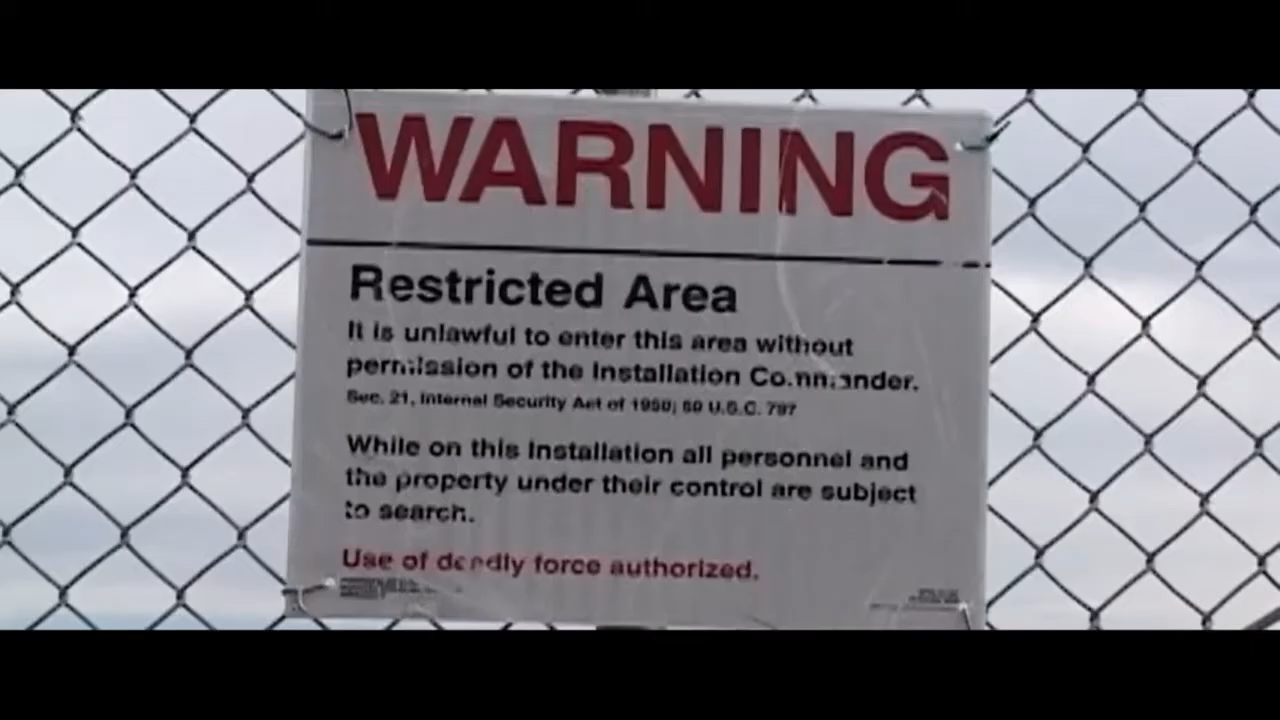 WARNING
Restricted Area
It is unlawful to enter this area without
permission of the Installation Commander.
Sec. 21, Internal Security Act of 1950; 50 U.S.C. 797
While on this Installation all personnel and
the property under their control are subject
to search.
Use of deadly force authorized.